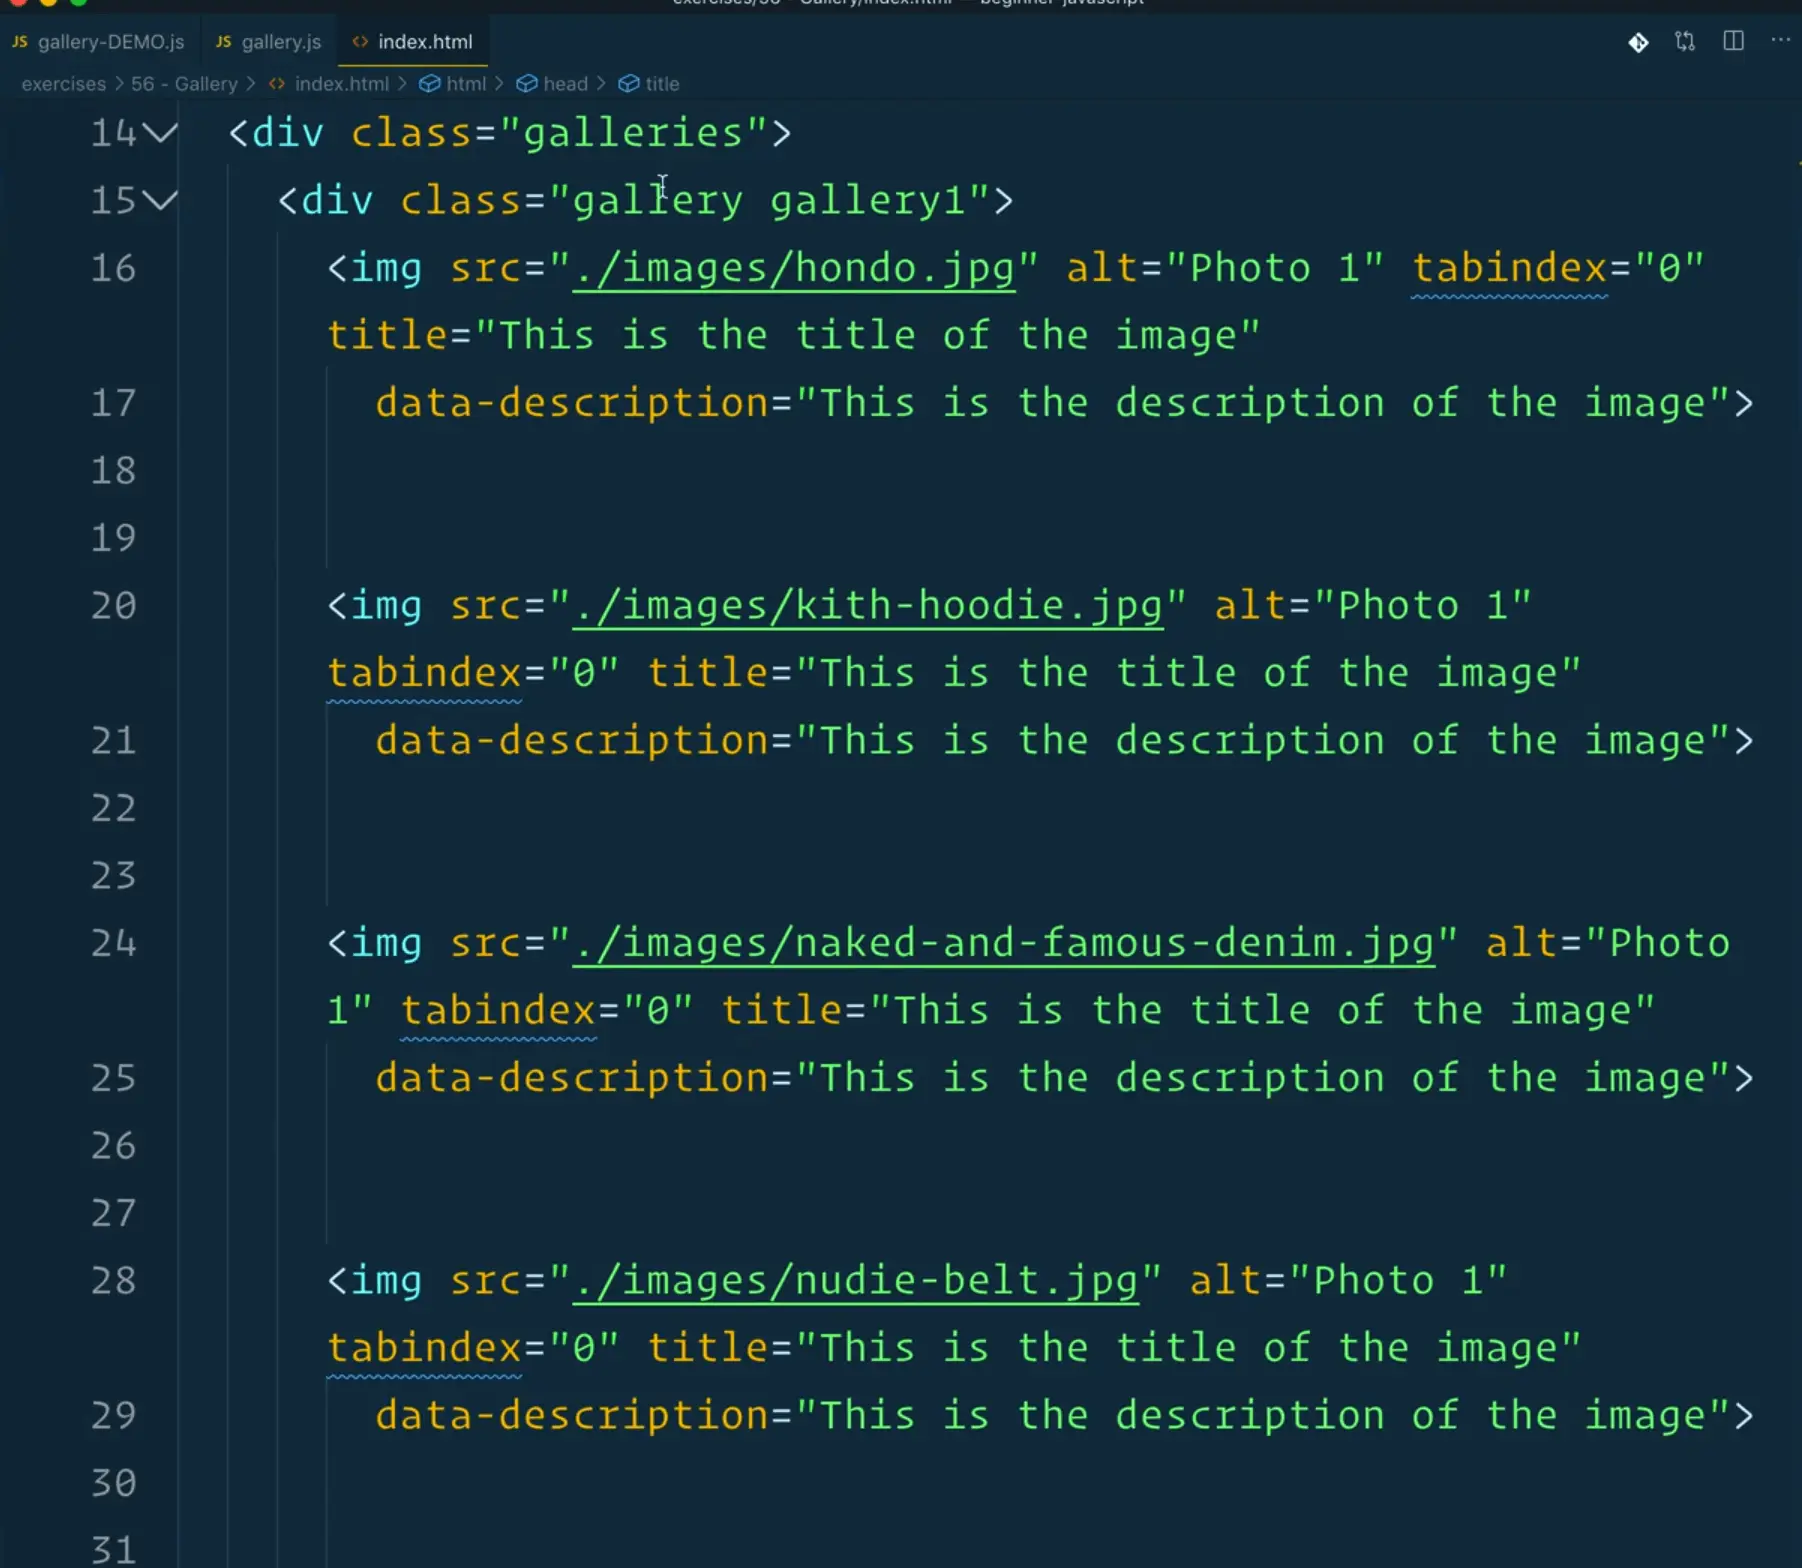 exercises/56 - Gallery/index.html — beginner-javascript
JS gallery-DEMO.js JS gallery.js <> index.html ...
exercises > 56 - Gallery > <> index.html > html > head > title
14 <div class="galleries">
15 <div class="gallery gallery1">
16 <img src="./images/hondo.jpg" alt="Photo 1" tabindex="0"
title="This is the title of the image"
17 data-description="This is the description of the image">
18
19
20 <img src="./images/kith-hoodie.jpg" alt="Photo 1"
tabindex="0" title="This is the title of the image"
21 data-description="This is the description of the image">
22
23
24 <img src="./images/naked-and-famous-denim.jpg" alt="Photo
1" tabindex="0" title="This is the title of the image"
25 data-description="This is the description of the image">
26
27
28 <img src="./images/nudie-belt.jpg" alt="Photo 1"
tabindex="0" title="This is the title of the image"
29 data-description="This is the description of the image">
30
31